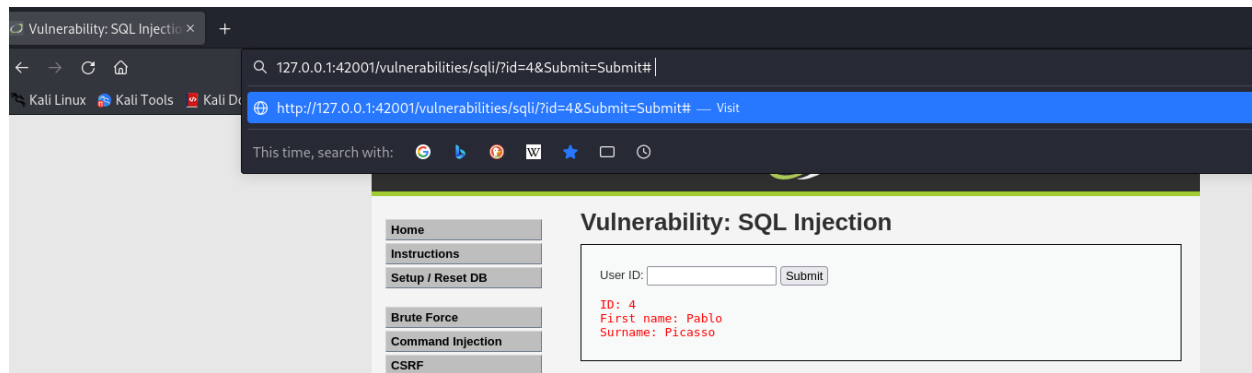 Vulnerability: SQL Injectio
127.0.0.1:42001/vulnerabilities/sqli/?id=4&Submit=Submit#
Kali Linux Kali Tools Kali Do
http://127.0.0.1:42001/vulnerabilities/sqli/?id=4&Submit=Submit# — Visit
This time, search with:
Vulnerability: SQL Injection
Home
Instructions
Setup / Reset DB
Brute Force
Command Injection
CSRF
User ID: Submit
ID: 4
First name: Pablo
Surname: Picasso